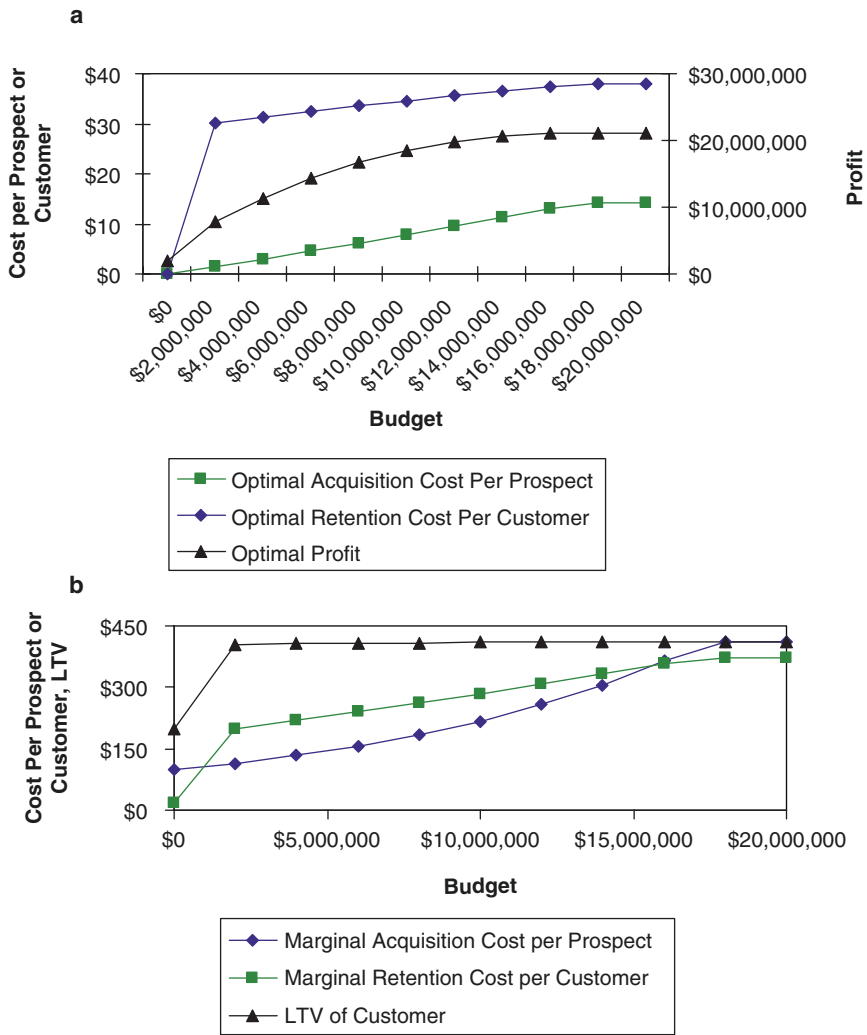 a
Cost per Prospect or
Customer
$40
$30
$20
$10
$0
$30,000,000
$20,000,000
$10,000,000
$0
Profit
$0
$2,000,000
$4,000,000
$6,000,000
$8,000,000
$10,000,000
$12,000,000
$14,000,000
$16,000,000
$18,000,000
$20,000,000
Budget
Optimal Acquisition Cost Per Prospect
Optimal Retention Cost Per Customer
Optimal Profit
b
Cost Per Prospect or
Customer, LTV
$450
$300
$150
$0
$0
$5,000,000
$10,000,000
$15,000,000
$20,000,000
Budget
Marginal Acquisition Cost per Prospect
Marginal Retention Cost per Customer
LTV of Customer